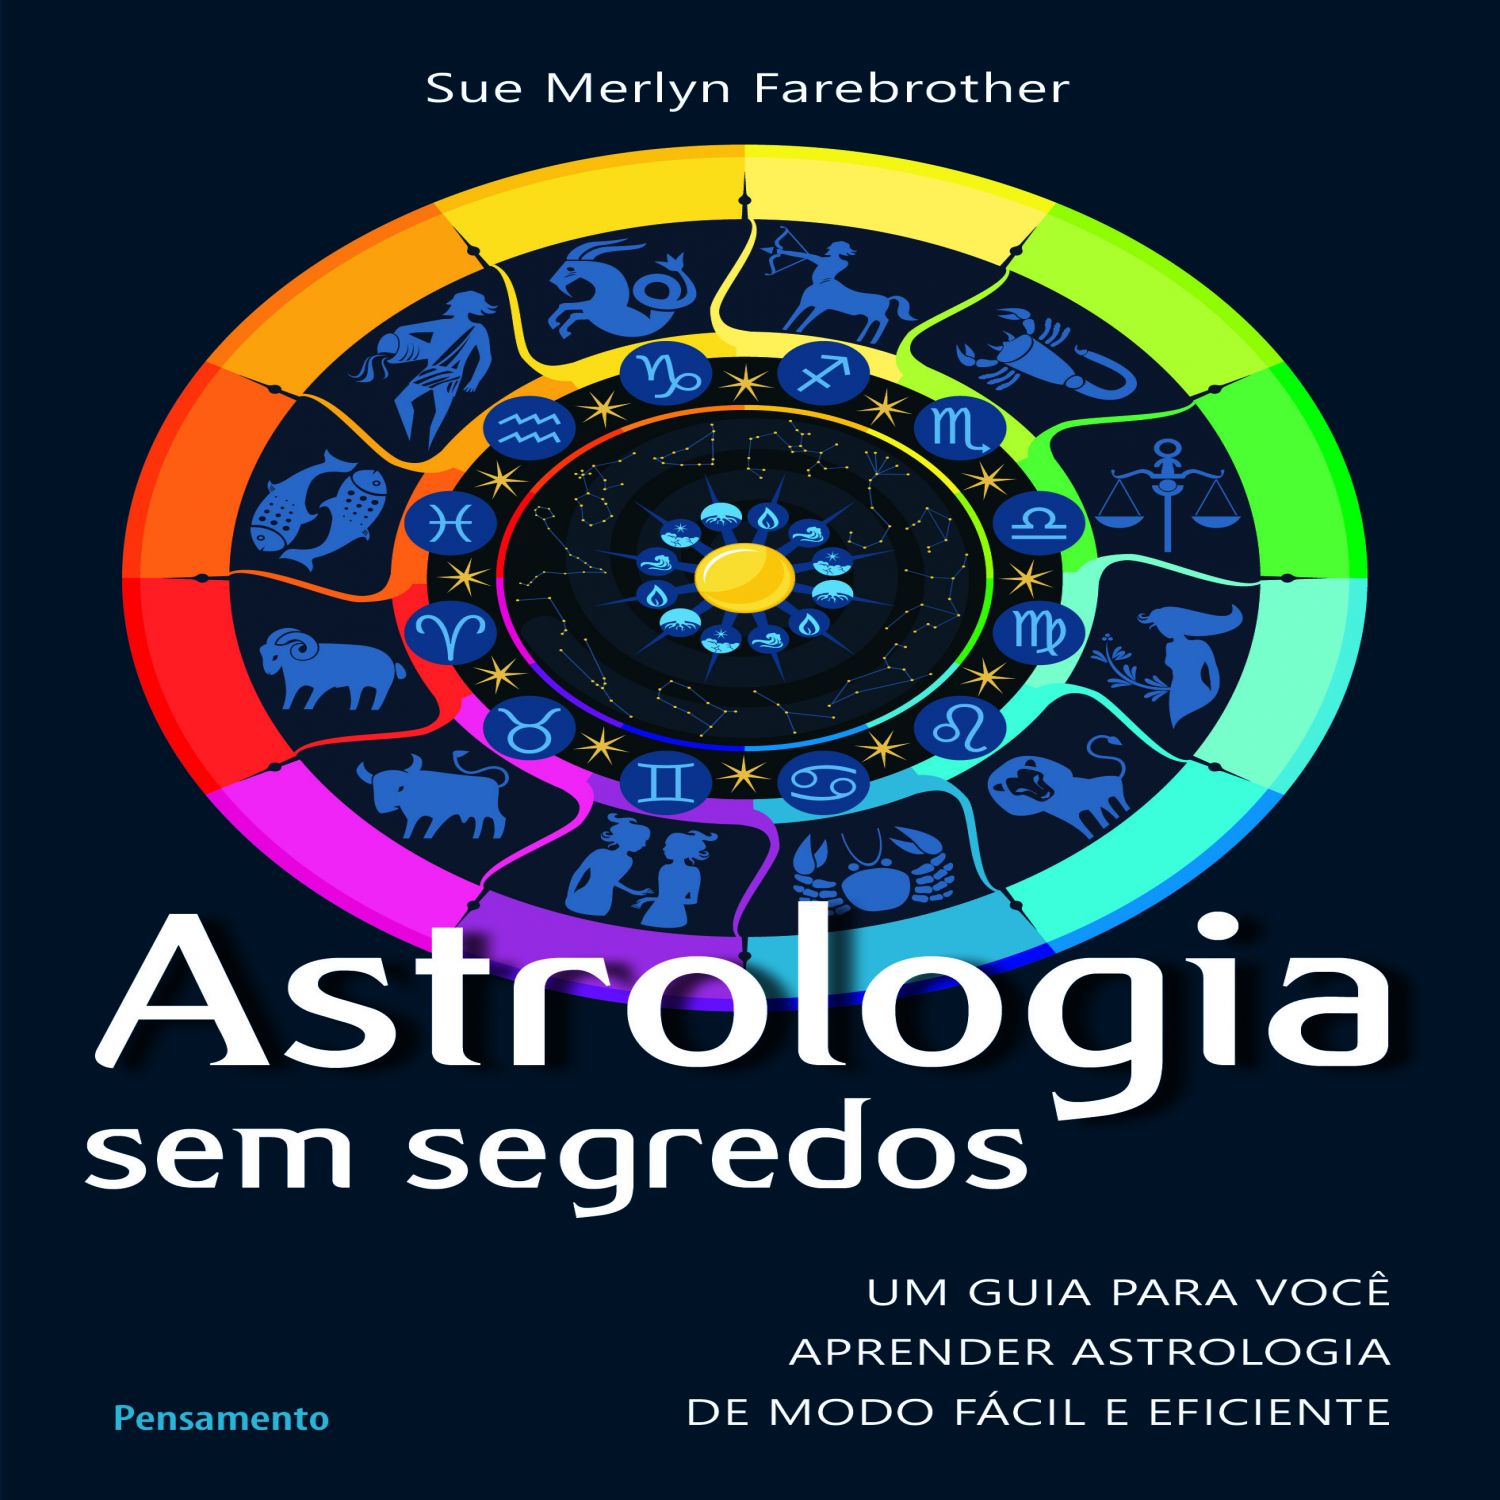 Sue Merlyn Farebrother
Astrologia
sem segredos
UM GUIA PARA VOCÊ
APRENDER ASTROLOGIA
DE MODO FÁCIL E EFICIENTE
Pensamento